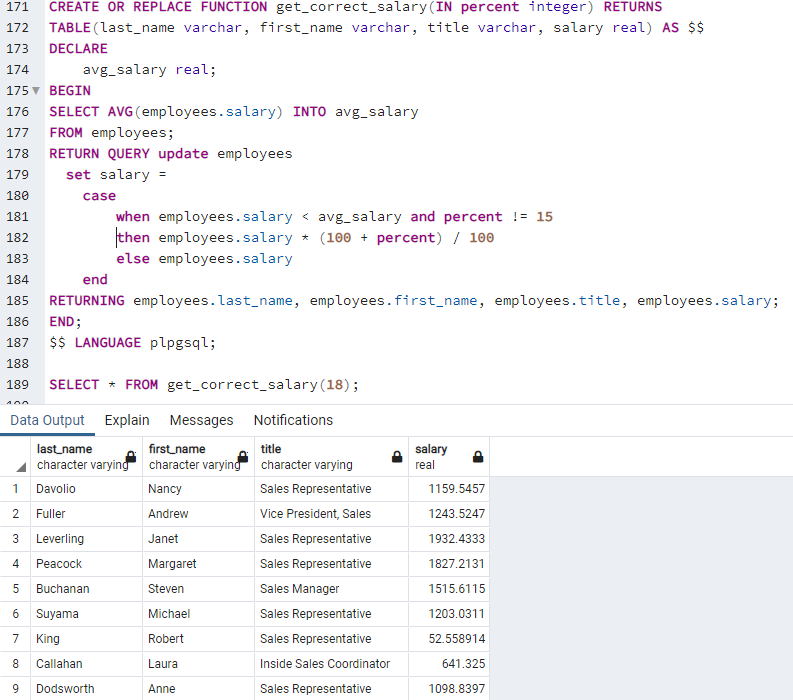 171 CREATE OR REPLACE FUNCTION get_correct_salary(IN percent integer) RETURNS
172 TABLE(last_name varchar, first_name varchar, title varchar, salary real) AS $$
173 DECLARE
174 avg_salary real;
175 BEGIN
176 SELECT AVG(employees.salary) INTO avg_salary
177 FROM employees;
178 RETURN QUERY update employees
179 set salary =
180 case
181 when employees.salary < avg_salary and percent != 15
182 then employees.salary * (100 + percent) / 100
183 else employees.salary
184 end
185 RETURNING employees.last_name, employees.first_name, employees.title, employees.salary;
186 END;
187 $$ LANGUAGE plpgsql;
188
189 SELECT * FROM get_correct_salary(18);
Data Output Explain Messages Notifications
last_name first_name title salary
character varying character varying character varying real
1 Davolio Nancy Sales Representative 1159.5457
2 Fuller Andrew Vice President, Sales 1243.5247
3 Leverling Janet Sales Representative 1932.4333
4 Peacock Margaret Sales Representative 1827.2131
5 Buchanan Steven Sales Manager 1515.6115
6 Suyama Michael Sales Representative 1203.0311
7 King Robert Sales Representative 52.558914
8 Callahan Laura Inside Sales Coordinator 641.325
9 Dodsworth Anne Sales Representative 1098.8397